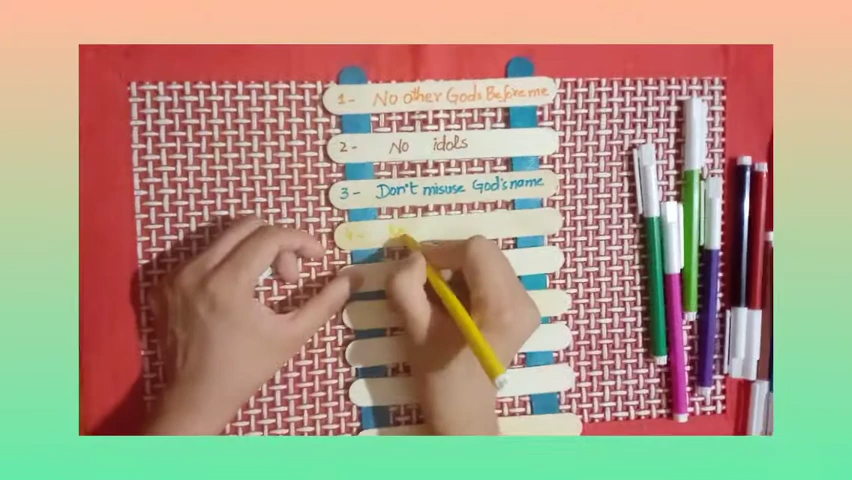 1- No other Gods Before me
2- No idols
3- Don't misuse God's name
4-